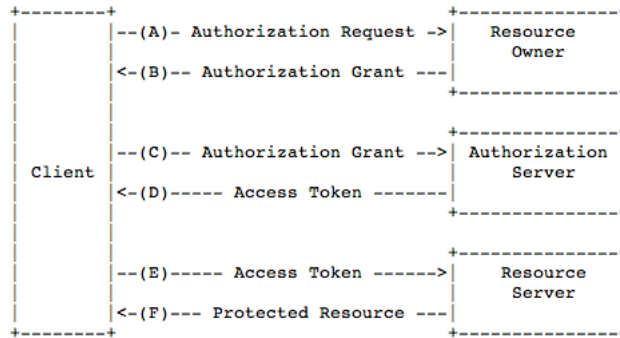 --(A)- Authorization Request ->| Resource
Owner
<-(B)-- Authorization Grant ---|
--(C)-- Authorization Grant -->| Authorization
Client
Server
<-(D)----- Access Token -------|
--(E)----- Access Token ------>| Resource
Server
<-(F)--- Protected Resource ---|